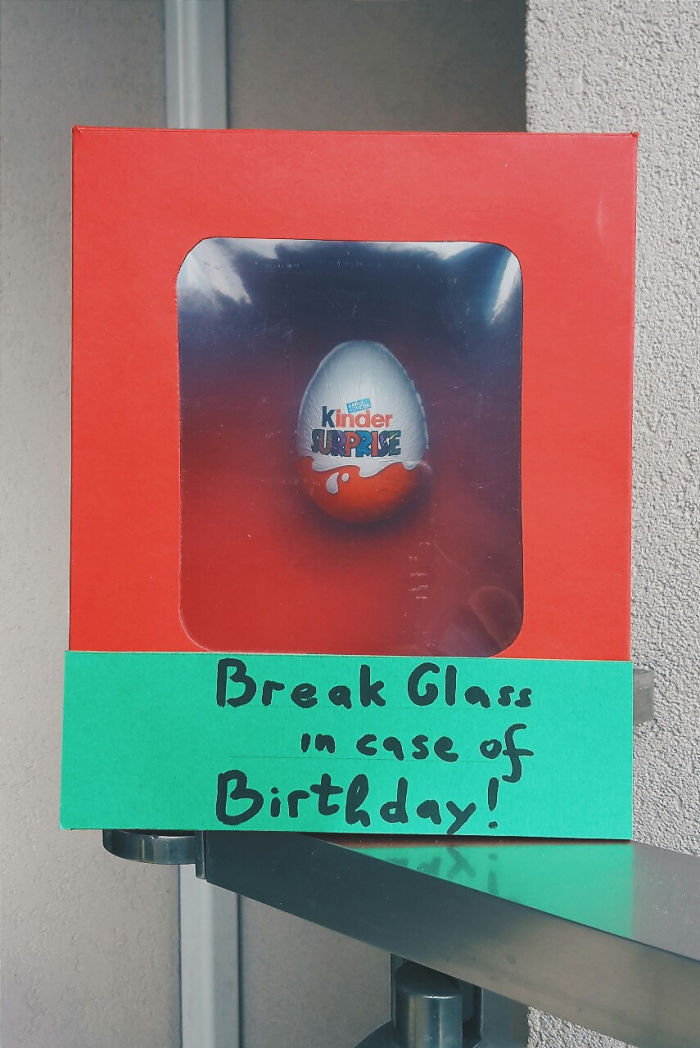 Kinder
SURPRISE
Break Glass
in case of
Birthday!